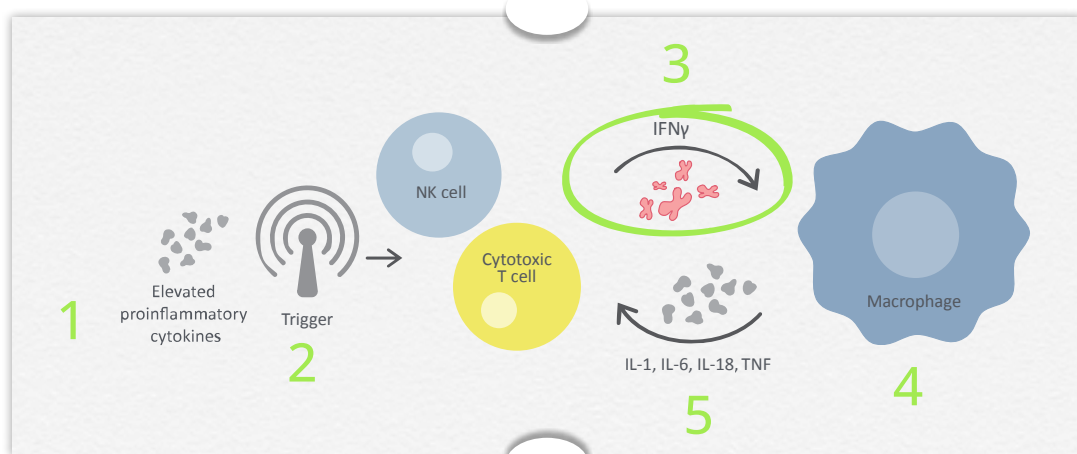 3
IFNγ
NK cell
Cytotoxic
T cell
Elevated
proinflammatory
cytokines
1
Trigger
2
Macrophage
4
IL-1, IL-6, IL-18, TNF
5